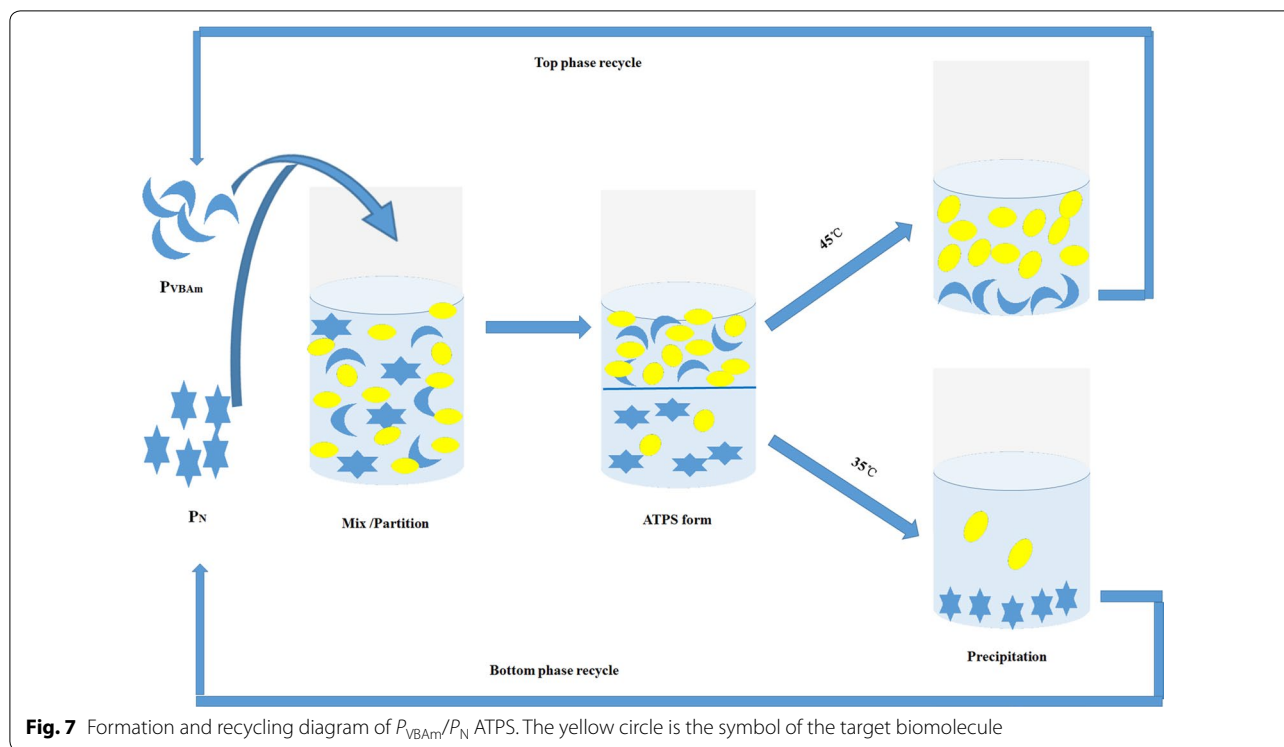 Top phase recycle
45℃
PVBAm
PN
Mix /Partition
ATPS form
35℃
Precipitation
Bottom phase recycle
Fig. 7 Formation and recycling diagram of PVBAm/PN ATPS. The yellow circle is the symbol of the target biomolecule